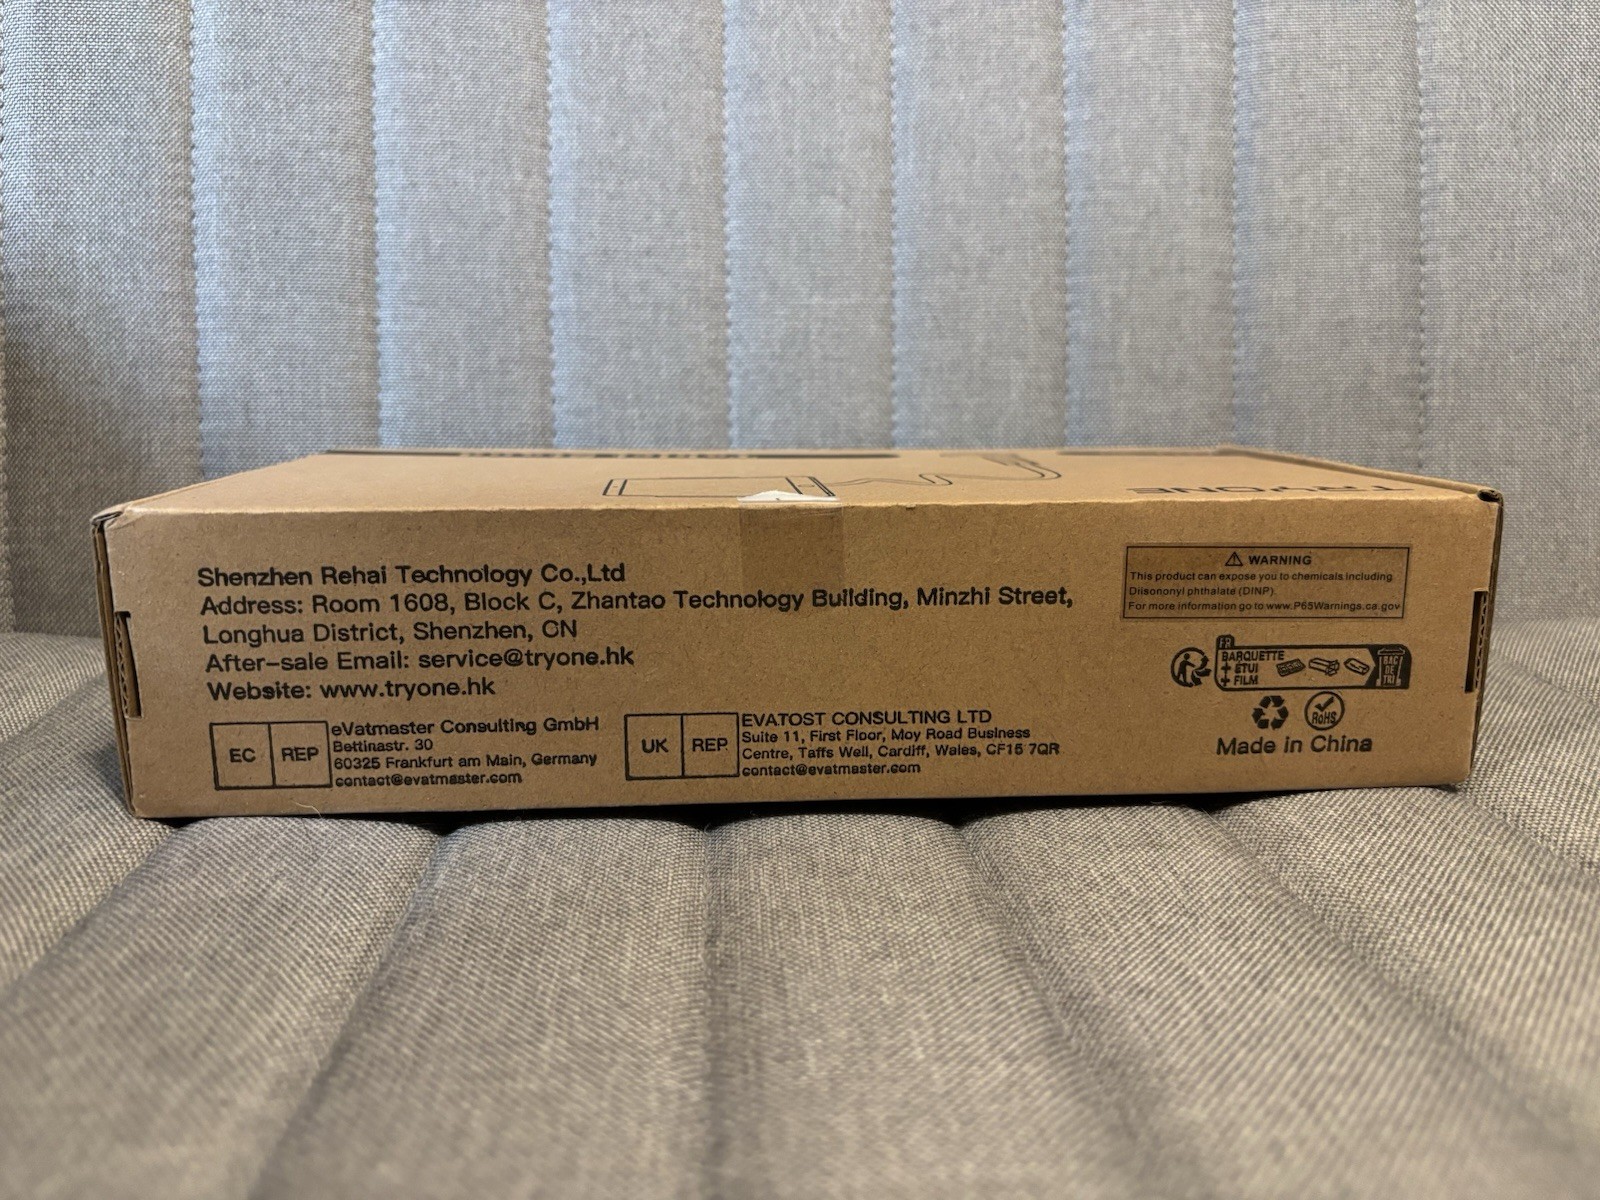 TRYONE
Shenzhen Rehai Technology Co.,Ltd
Address: Room 1608, Block C, Zhantao Technology Building, Minzhi Street,
Longhua District, Shenzhen, CN
After-sale Email: service@tryone.hk
Website: www.tryone.hk
EC REP
eVatmaster Consulting GmbH
Bettinastr. 30
60325 Frankfurt am Main, Germany
contact@evatmaster.com
UK REP
EVATOST CONSULTING LTD
Suite 11, First Floor, Moy Road Business
Centre, Taffs Well, Cardiff, Wales, CF15 7QR
contact@evatmaster.com
⚠ WARNING
This product can expose you to chemicals including
Diisononyl phthalate (DINP).
For more information go to www.P65Warnings.ca.gov
FR
BARQUETTE
+ ÉTUI
+ FILM
BAC
DE
TRI
RoHS
Made in China